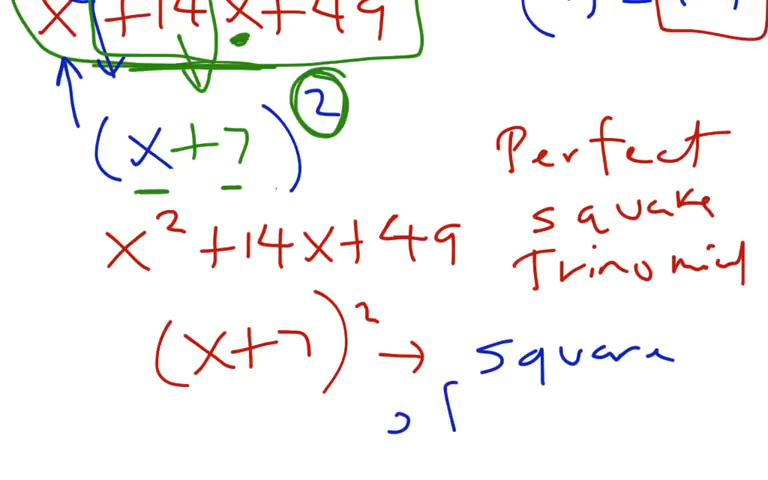 x² +14x+49
(x+7)²
Perfect
square
Trinomial
x² +14x+49
(x+7)² → square
of